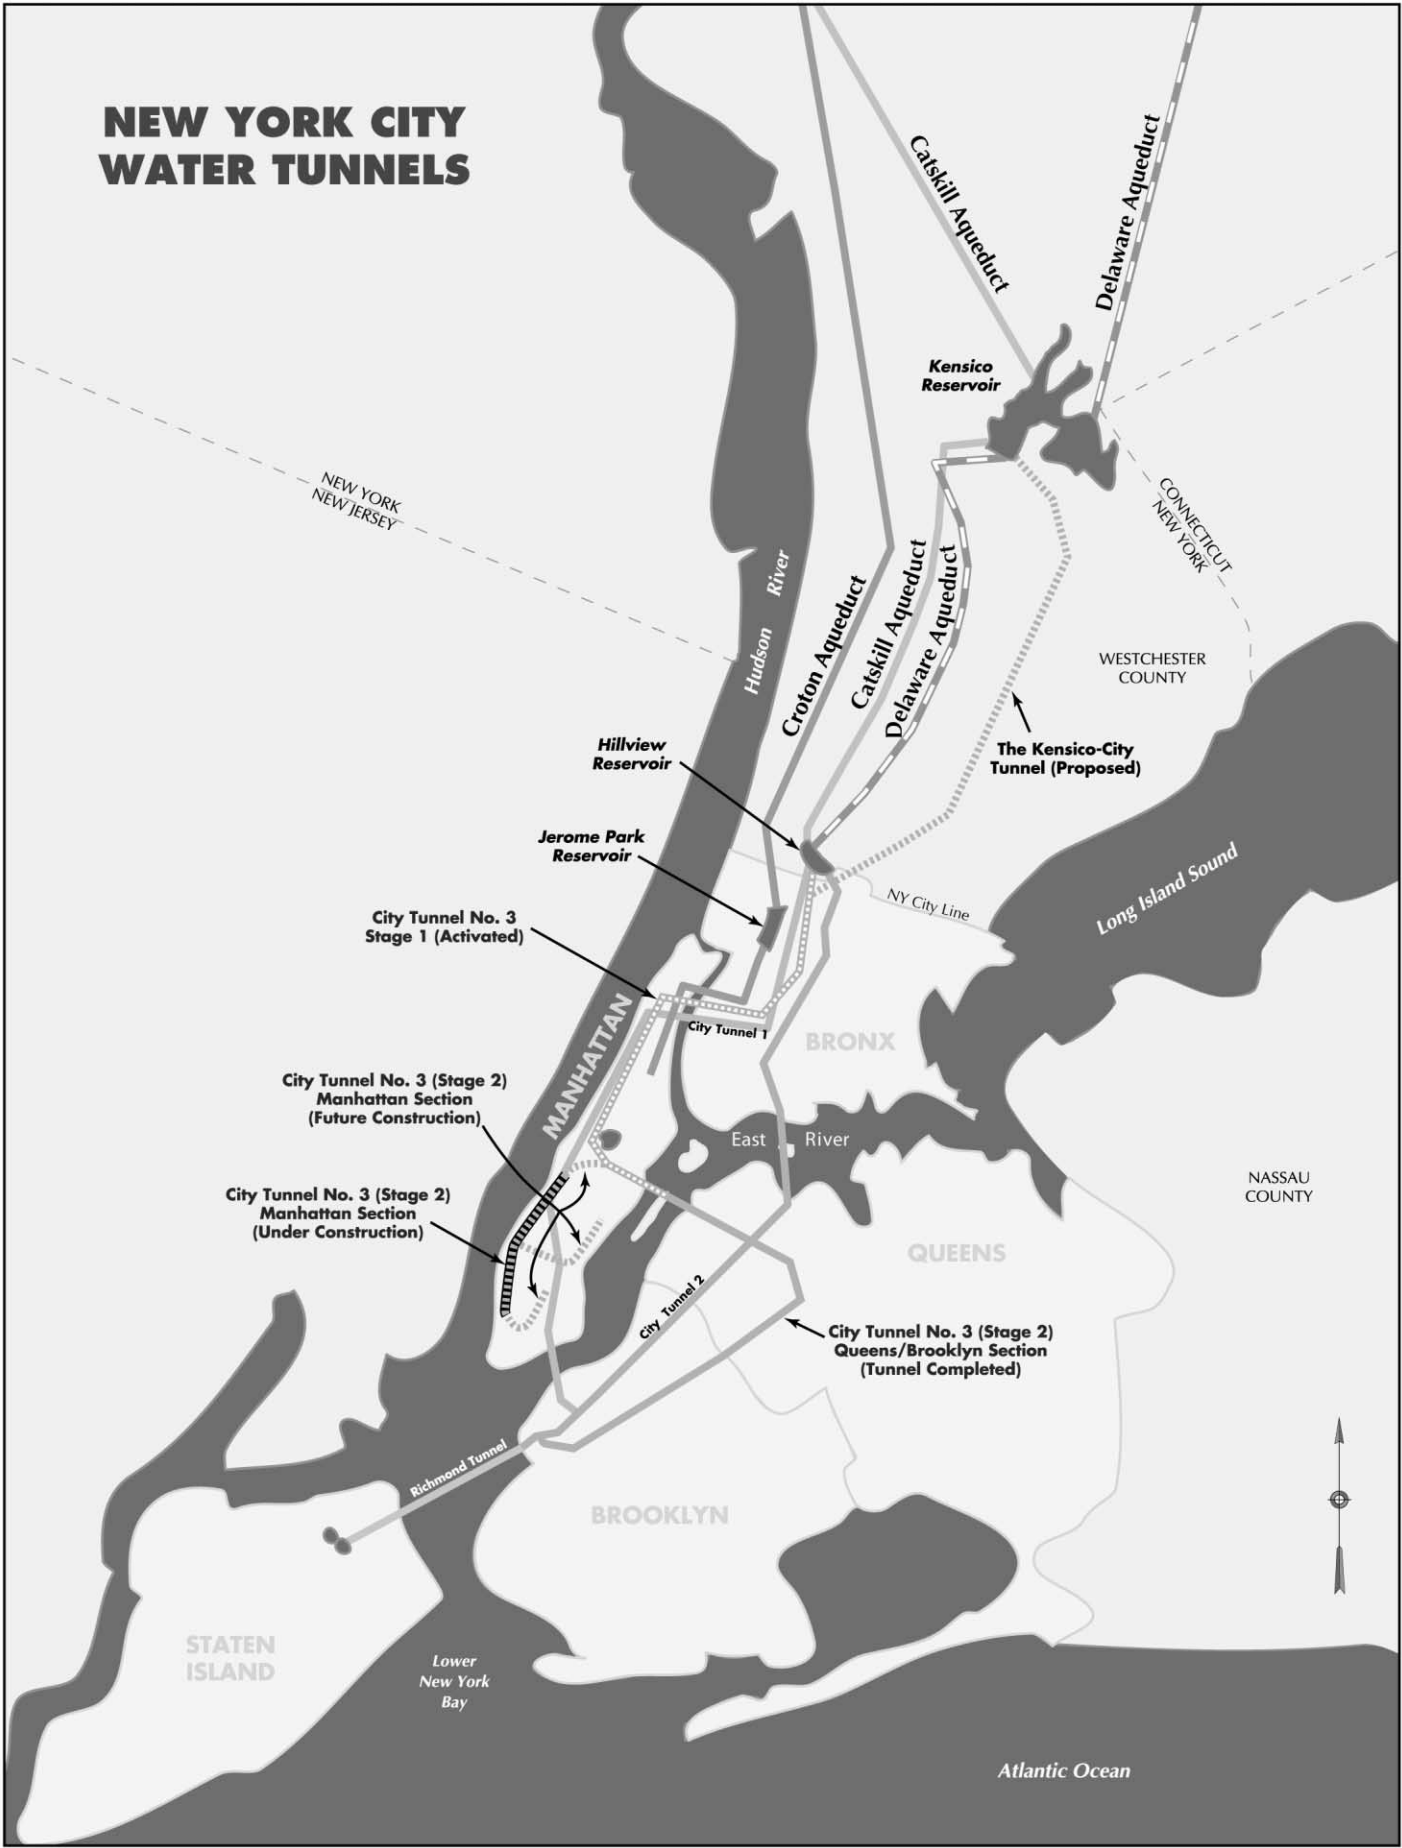 NEW YORK CITY
WATER TUNNELS
Catskill Aqueduct
Delaware Aqueduct
Kensico
Reservoir
NEW YORK
NEW JERSEY
CONNECTICUT
NEW YORK
Hudson River
Croton Aqueduct
Catskill Aqueduct
Delaware Aqueduct
WESTCHESTER
COUNTY
The Kensico-City
Tunnel (Proposed)
Hillview
Reservoir
Jerome Park
Reservoir
NY City Line
Long Island Sound
City Tunnel No. 3
Stage 1 (Activated)
MANHATTAN
City Tunnel 1
BRONX
City Tunnel No. 3 (Stage 2)
Manhattan Section
(Future Construction)
East River
City Tunnel No. 3 (Stage 2)
Manhattan Section
(Under Construction)
NASSAU
COUNTY
QUEENS
City Tunnel 2
City Tunnel No. 3 (Stage 2)
Queens/Brooklyn Section
(Tunnel Completed)
Richmond Tunnel
BROOKLYN
STATEN
ISLAND
Lower
New York
Bay
Atlantic Ocean